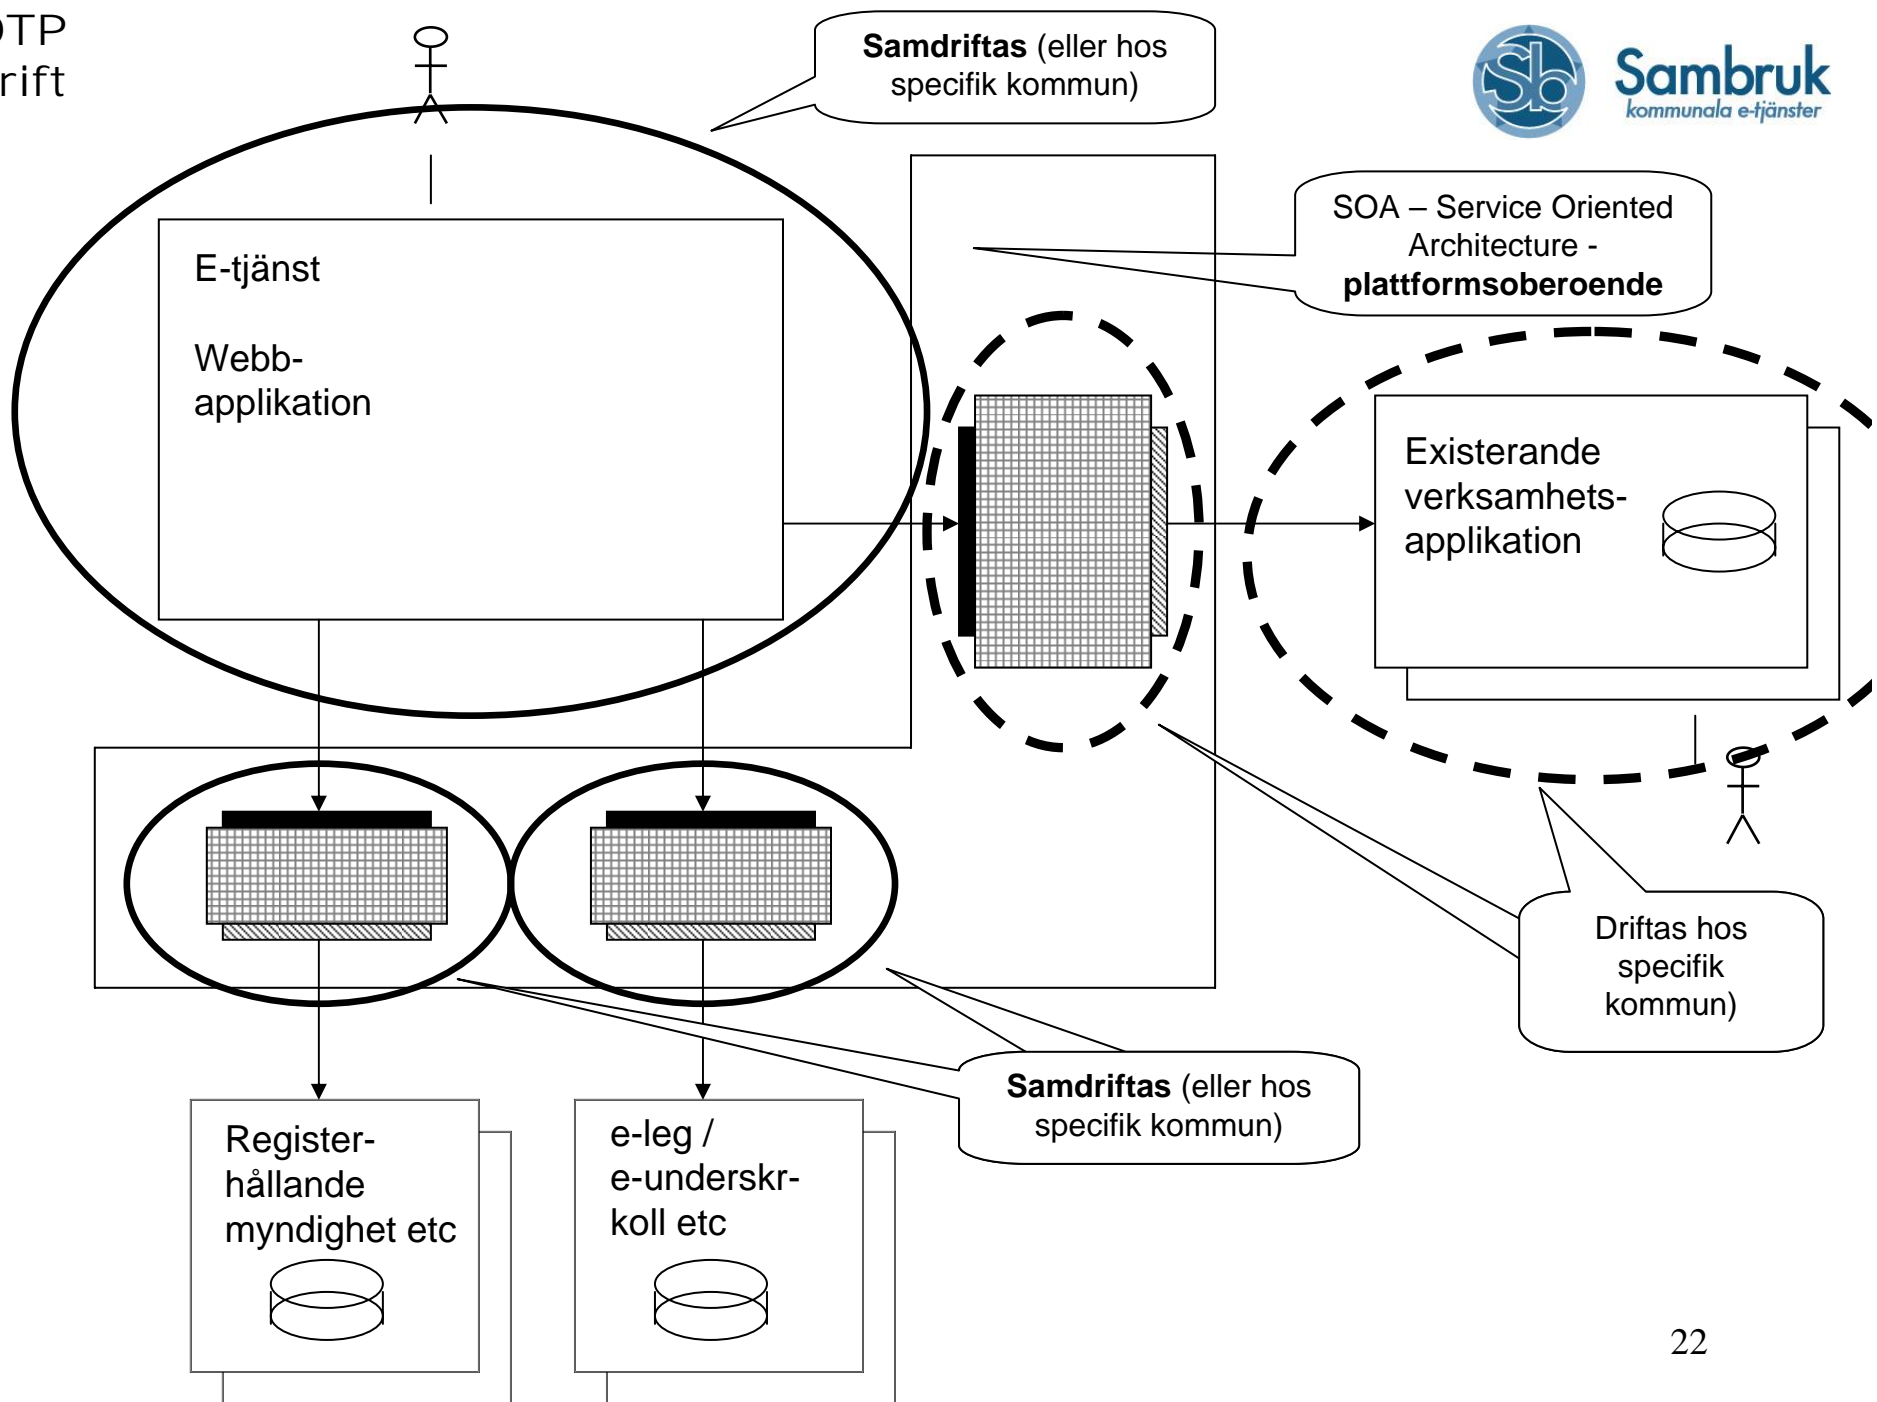 Samdriftas (eller hos
specifik kommun)
Sb
Sambruk
kommunala e-tjänster
SOA – Service Oriented
Architecture -
plattformsoberoende
E-tjänst
Webb-
applikation
Existerande
verksamhets-
applikation
Driftas hos
specifik
kommun)
Samdriftas (eller hos
specifik kommun)
Register-
hållande
myndighet etc
e-leg /
e-underskr-
koll etc
22